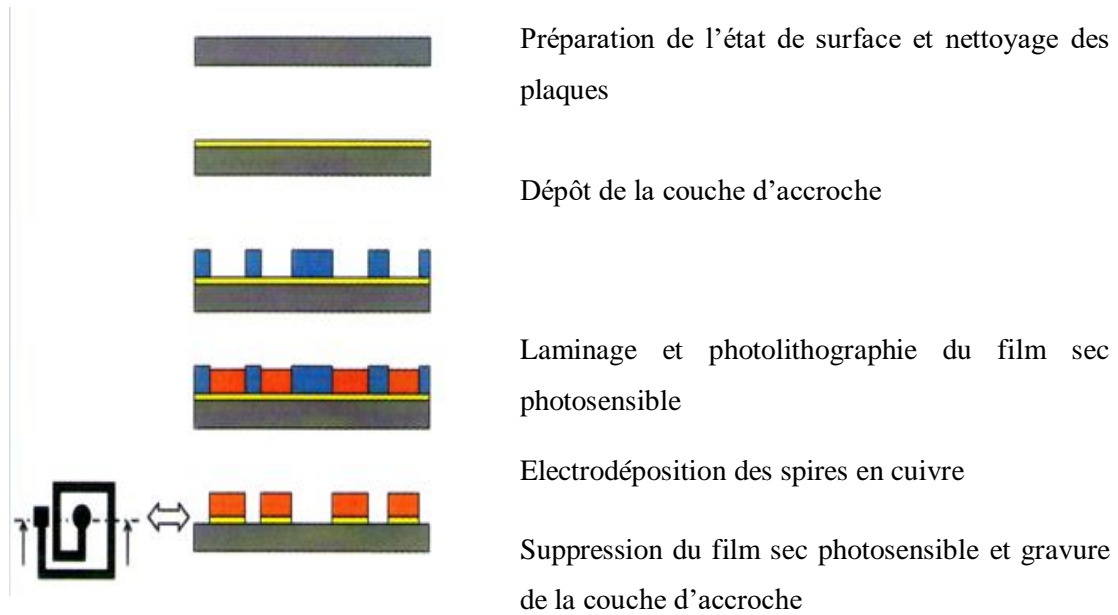 Préparation de l’état de surface et nettoyage des
plaques
Dépôt de la couche d’accroche
Laminage et photolithographie du film sec
photosensible
Electrodéposition des spires en cuivre
Suppression du film sec photosensible et gravure
de la couche d’accroche